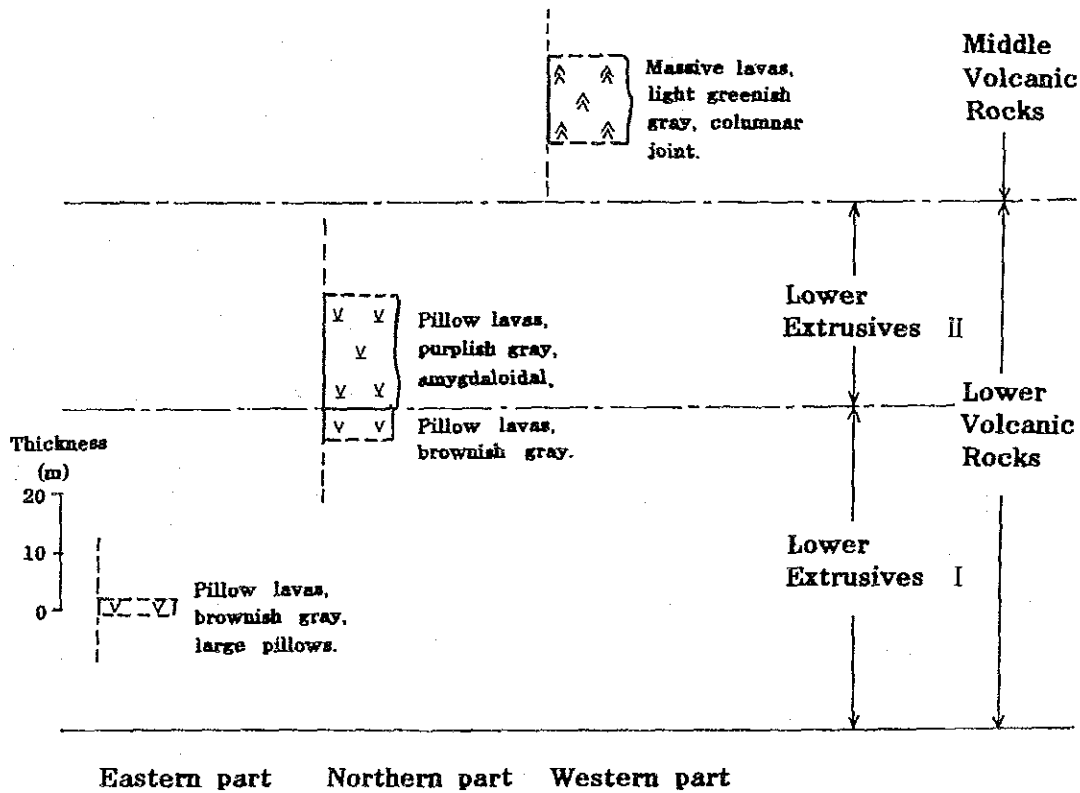 Middle
Volcanic
Rocks
Massive lavas,
light greenish
gray, columnar
joint.
Lower
Extrusives II
Pillow lavas,
purplish gray,
amygdaloidal.
Pillow lavas,
brownish gray.
Lower
Volcanic
Rocks
Thickness
(m)
20
10
0
Lower
Extrusives I
Pillow lavas,
brownish gray,
large pillows.
Eastern part Northern part Western part